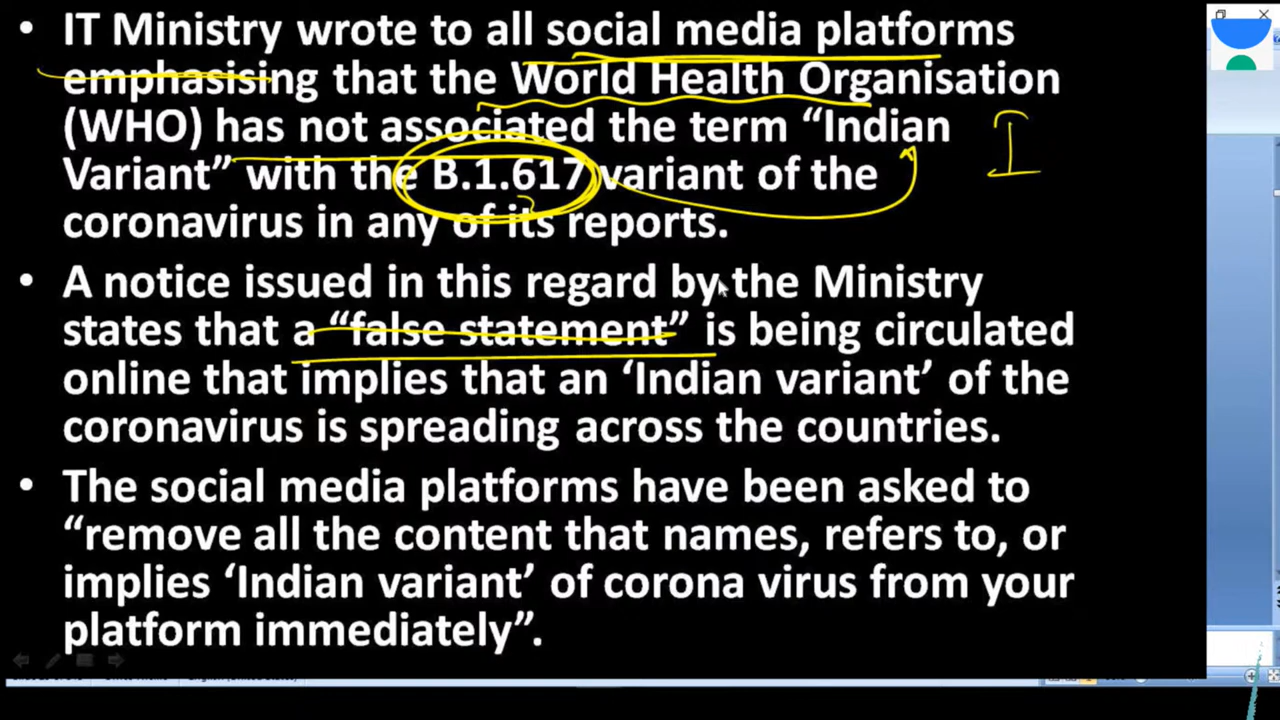 • IT Ministry wrote to all social media platforms
emphasising that the World Health Organisation
(WHO) has not associated the term “Indian I
Variant” with the B.1.617 variant of the
2
coronavirus in any of its reports.
• A notice issued in this regard by the Ministry
states that a “false statement” is being circulated
online that implies that an ‘Indian variant’ of the
coronavirus is spreading across the countries.
• The social media platforms have been asked to
“remove all the content that names, refers to, or
implies ‘Indian variant’ of corona virus from your
platform immediately”.